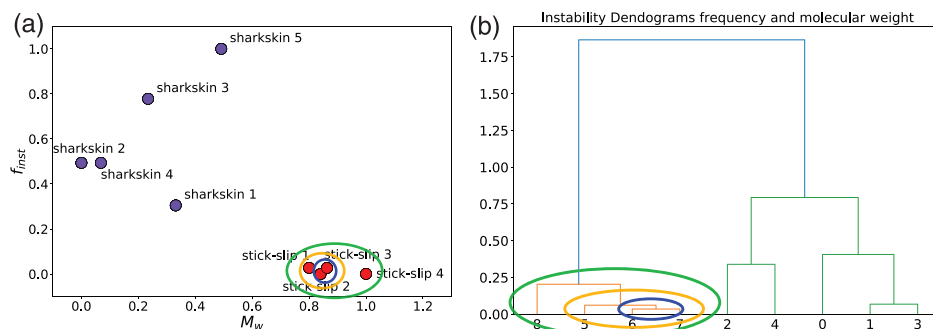 (a)
sharkskin 5
sharkskin 3
sharkskin 2
sharkskin 4
sharkskin 1
stick-slip 1
stick-slip 3
stick-slip 2
stick-slip 4
f_inst
1.0
0.8
0.6
0.4
0.2
0.0
0.0 0.2 0.4 0.6 0.8 1.0 1.2
M_w
(b)
Instability Dendograms frequency and molecular weight
1.75
1.50
1.25
1.00
0.75
0.50
0.25
0.00
8 5 6 7 2 4 0 1 3